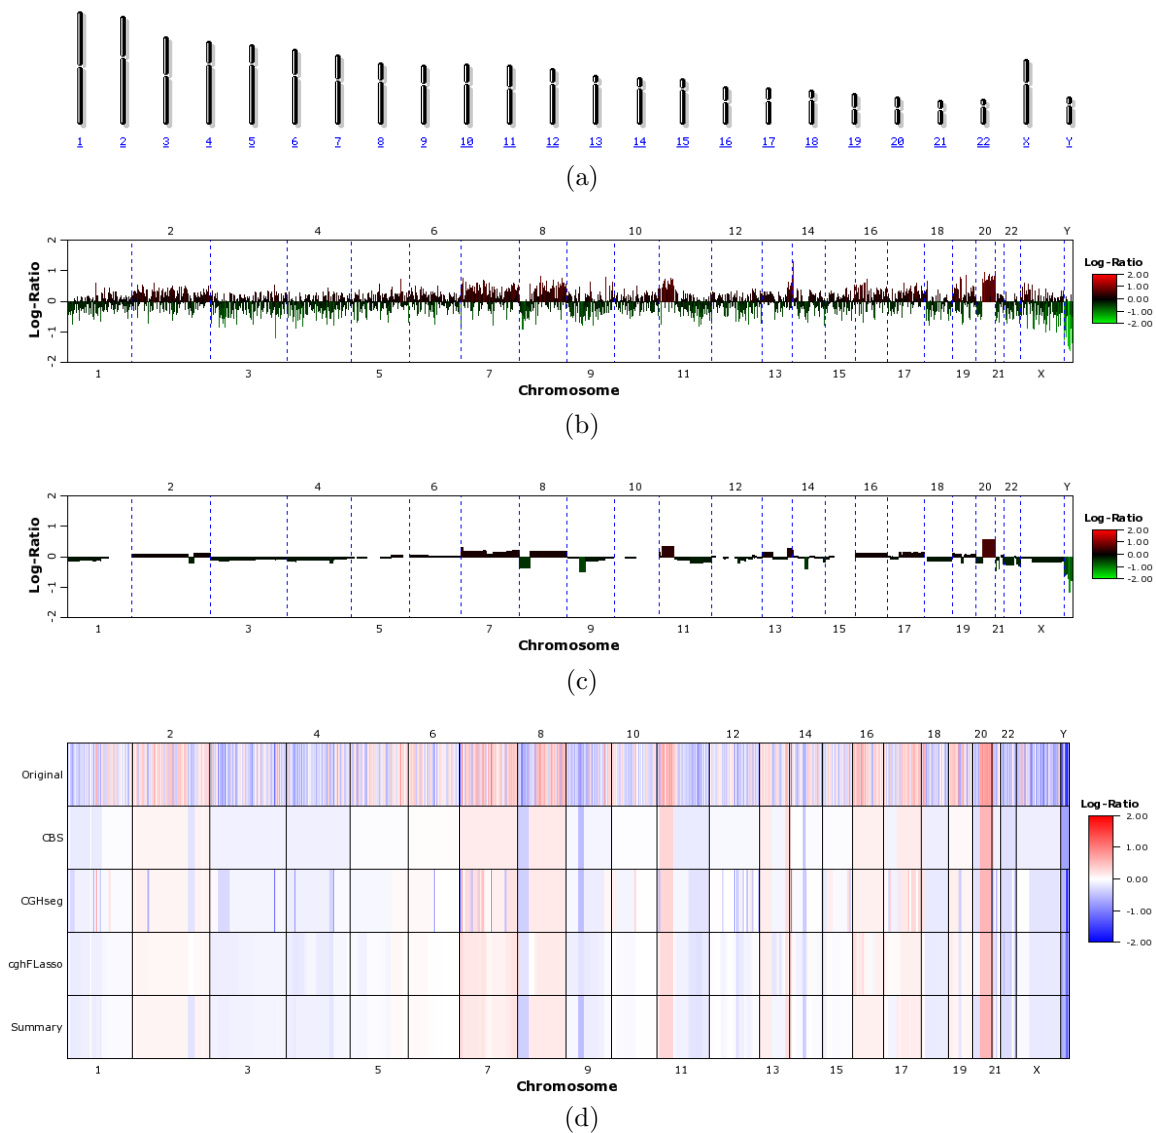 1 2 3 4 5 6 7 8 9 10 11 12 13 14 15 16 17 18 19 20 21 22 X Y
(a)
2 4 6 8 10 12 14 16 18 20 22 Y
Log-Ratio
2
1
0
-1
-2
Log-Ratio
2.00
1.00
0.00
-1.00
-2.00
1 3 5 7 9 11 13 15 17 19 21 X
Chromosome
(b)
2 4 6 8 10 12 14 16 18 20 22 Y
Log-Ratio
2
1
0
-1
-2
Log-Ratio
2.00
1.00
0.00
-1.00
-2.00
1 3 5 7 9 11 13 15 17 19 21 X
Chromosome
(c)
2 4 6 8 10 12 14 16 18 20 22 Y
Original
CBS
CGHseg
cghFLasso
Summary
Log-Ratio
2.00
1.00
0.00
-1.00
-2.00
1 3 5 7 9 11 13 15 17 19 21 X
Chromosome
(d)